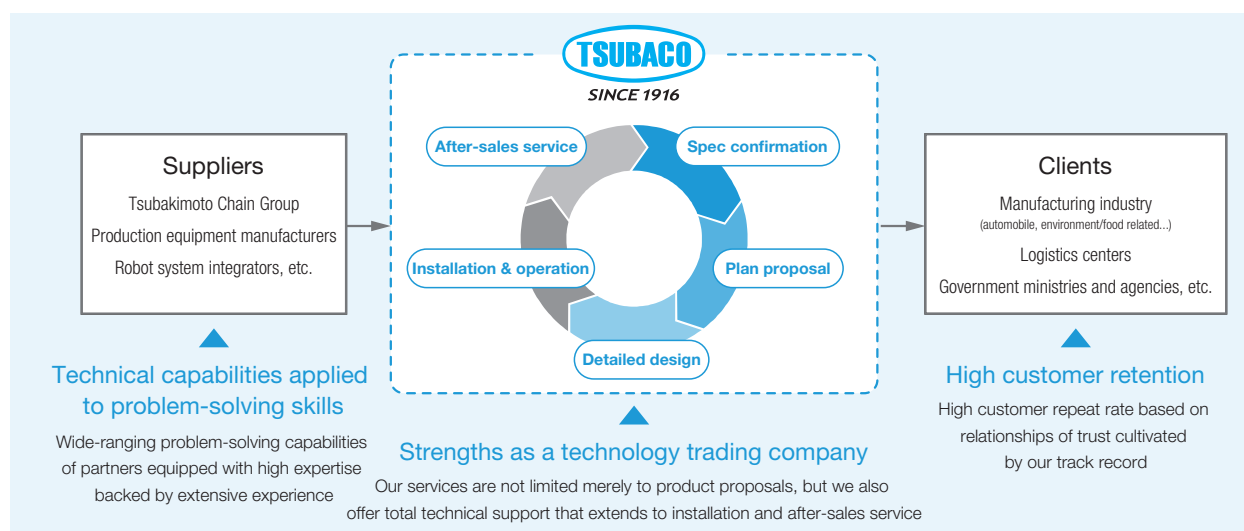 TSUBACO
SINCE 1916
Suppliers
Tsubakimoto Chain Group
Production equipment manufacturers
Robot system integrators, etc.
After-sales service
Spec confirmation
Installation & operation
Plan proposal
Detailed design
Clients
Manufacturing industry
(automobile, environment/food related...)
Logistics centers
Government ministries and agencies, etc.
Technical capabilities applied
to problem-solving skills
Wide-ranging problem-solving capabilities
of partners equipped with high expertise
backed by extensive experience
Strengths as a technology trading company
Our services are not limited merely to product proposals, but we also
offer total technical support that extends to installation and after-sales service
High customer retention
High customer repeat rate based on
relationships of trust cultivated
by our track record